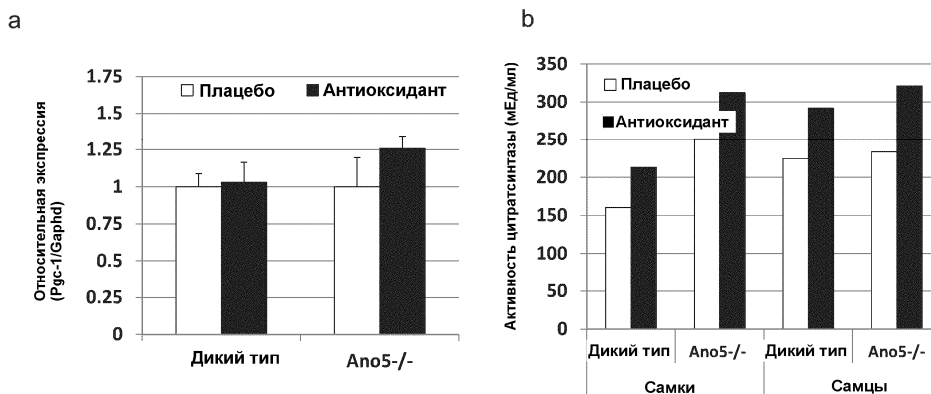 a
Относительная экспрессия
(Pgc-1/Gaphd)
1.75
1.5
1.25
1
0.75
0.5
0.25
0
Плацебо
Антиоксидант
Дикий тип
Ano5-/-
b
Активность цитратсинтазы (мЕд/мл)
350
300
250
200
150
100
50
0
Плацебо
Антиоксидант
Дикий тип
Ano5-/-
Дикий тип
Ano5-/-
Самки
Самцы